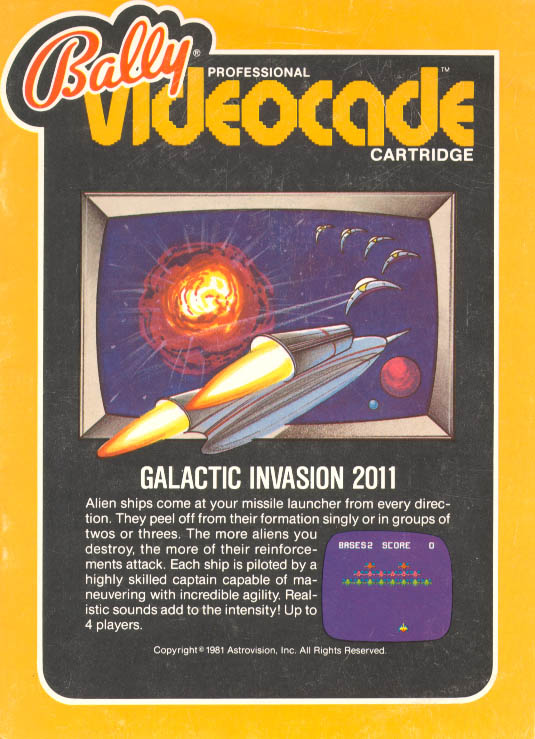 Bally®
PROFESSIONAL
VIDEOCADE™
CARTRIDGE
GALACTIC INVASION 2011
Alien ships come at your missile launcher from every direc-
tion. They peel off from their formation singly or in groups of
twos or threes. The more aliens you
destroy, the more of their reinforce-
ments attack. Each ship is piloted by a
highly skilled captain capable of ma-
neuvering with incredible agility. Real-
istic sounds add to the intensity! Up to
4 players.
BASES2 SCORE 0
Copyright © 1981 Astrovision, Inc. All Rights Reserved.